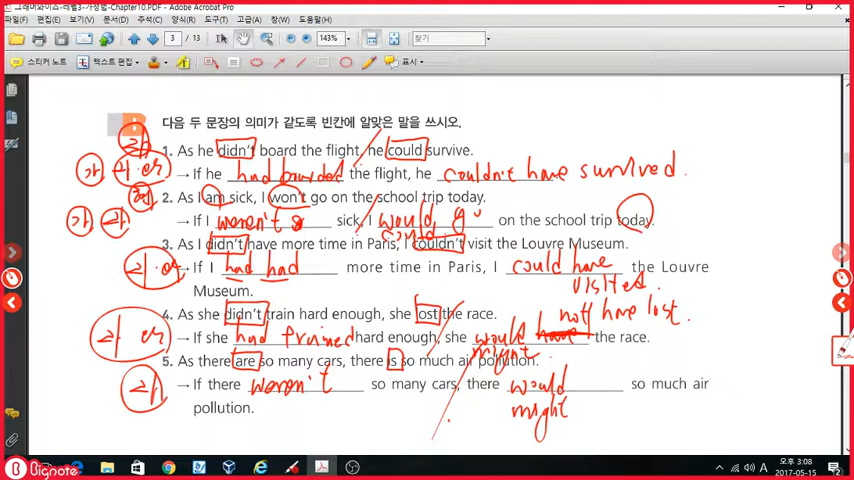 그래머와이즈-레벨3-가정법-Chapter10.PDF - Adobe Acrobat Pro
파일(F) 편집(E) 보기(V) 문서 주석(C) 양식(R) 도구(T) 고급(A) 창(W) 도움말(H)
3 / 13 143% 찾기
스티커 노트 텍스트 편집
다음 두 문장의 의미가 같도록 빈칸에 알맞은 말을 쓰시오.
과
1. As he didn't board the flight, he could survive.
가 과 완
→ If he had boarded the flight, he couldn't have survived.
현
2. As I am sick, I won't go on the school trip today.
가 과
→ If I weren't sick, I would go on the school trip today.
could
3. As I didn't have more time in Paris, I couldn't visit the Louvre Museum.
→ If I had had more time in Paris, I could have visited the Louvre
Museum.
4. As she didn't train hard enough, she lost the race.
not have lost.
→ If she had trained hard enough, she would the race.
might
5. As there are so many cars, there is so much air pollution.
→ If there weren't so many cars, there would so much air
might
pollution.
Bignote
A 오후 3:08
2017-05-15